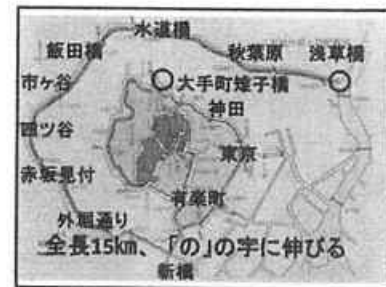 水道橋
飯田橋
秋葉原
浅草橋
市ヶ谷
大手町雉子橋
神田
四ツ谷
東京
赤坂見付
有楽町
外堀通り
全長15km、「の」の字に伸びる
新橋